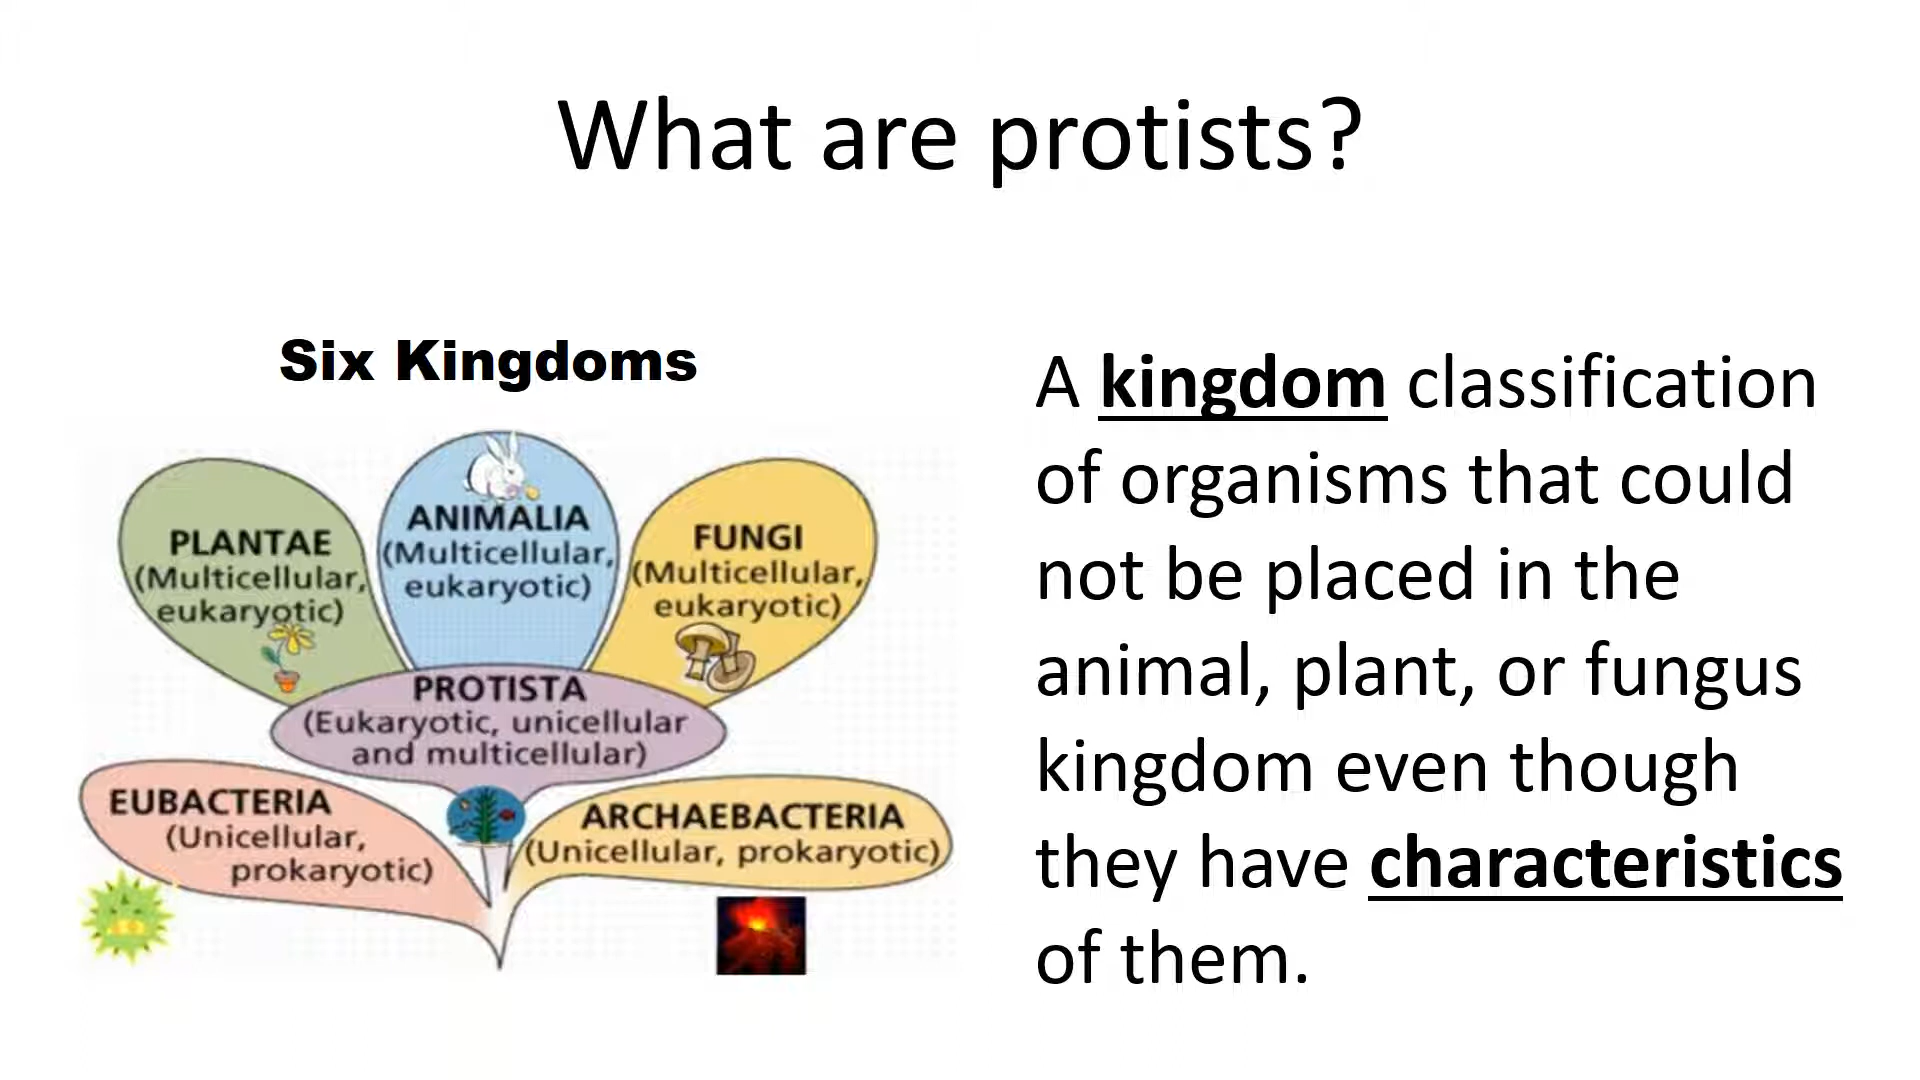 What are protists?
Six Kingdoms
PLANTAE
(Multicellular,
eukaryotic)
ANIMALIA
(Multicellular,
eukaryotic)
FUNGI
(Multicellular,
eukaryotic)
PROTISTA
(Eukaryotic, unicellular
and multicellular)
EUBACTERIA
(Unicellular,
prokaryotic)
ARCHAEBACTERIA
(Unicellular, prokaryotic)
A kingdom classification
of organisms that could
not be placed in the
animal, plant, or fungus
kingdom even though
they have characteristics
of them.